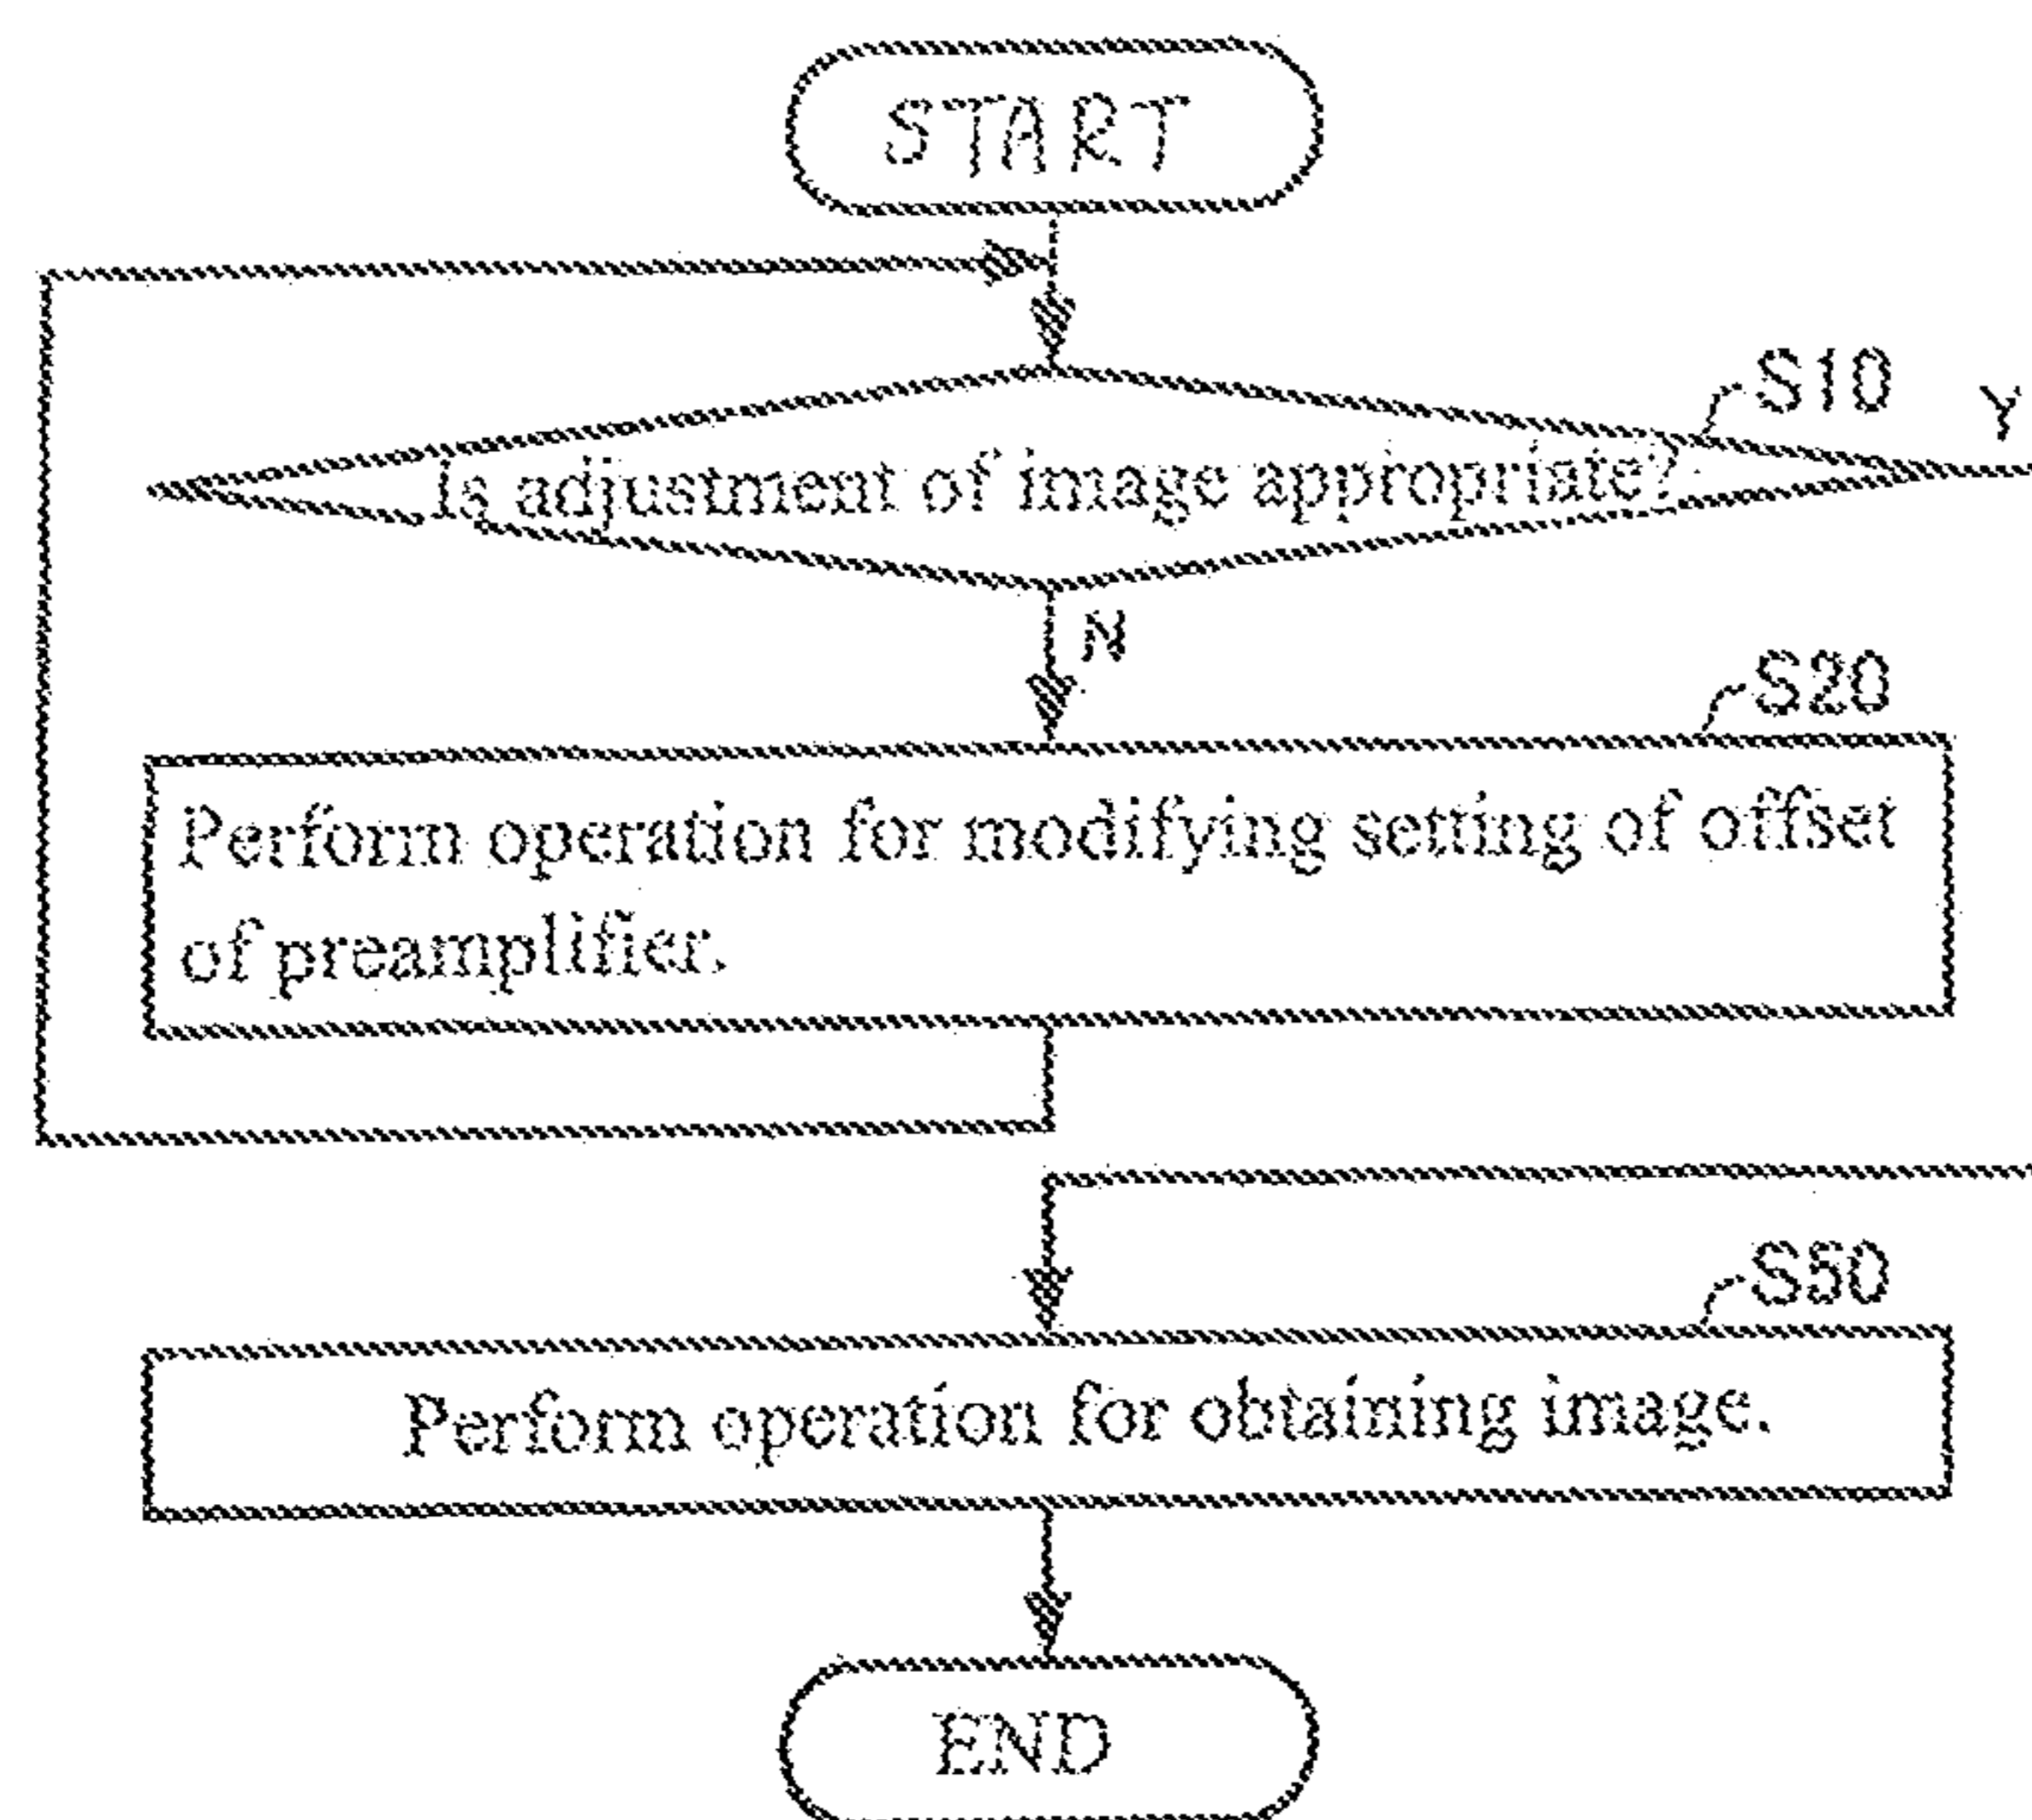 START
S10
Y
Is adjustment of image appropriate?
N
S20
Perform operation for modifying setting of offset
of preamplifier.
S50
Perform operation for obtaining image.
END